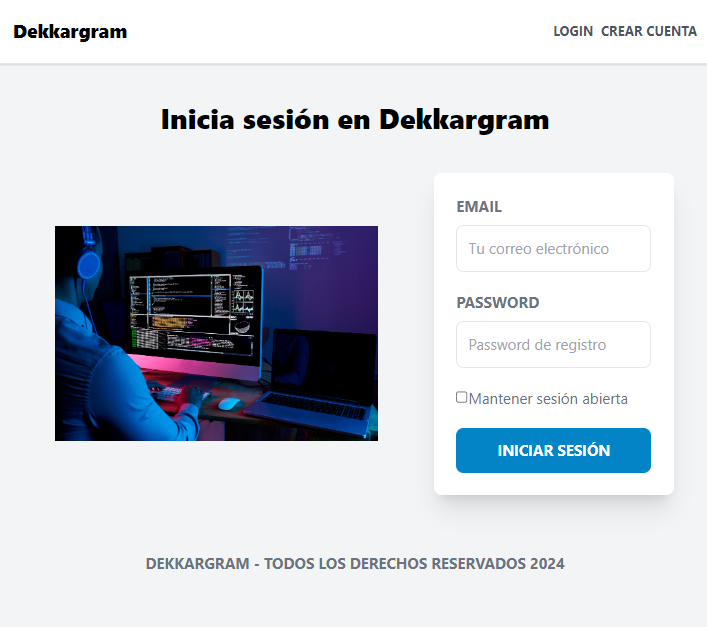 Dekkargram
LOGIN CREAR CUENTA
Inicia sesión en Dekkargram
EMAIL
Tu correo electrónico
PASSWORD
Password de registro
Mantener sesión abierta
INICIAR SESIÓN
DEKKARGRAM - TODOS LOS DERECHOS RESERVADOS 2024